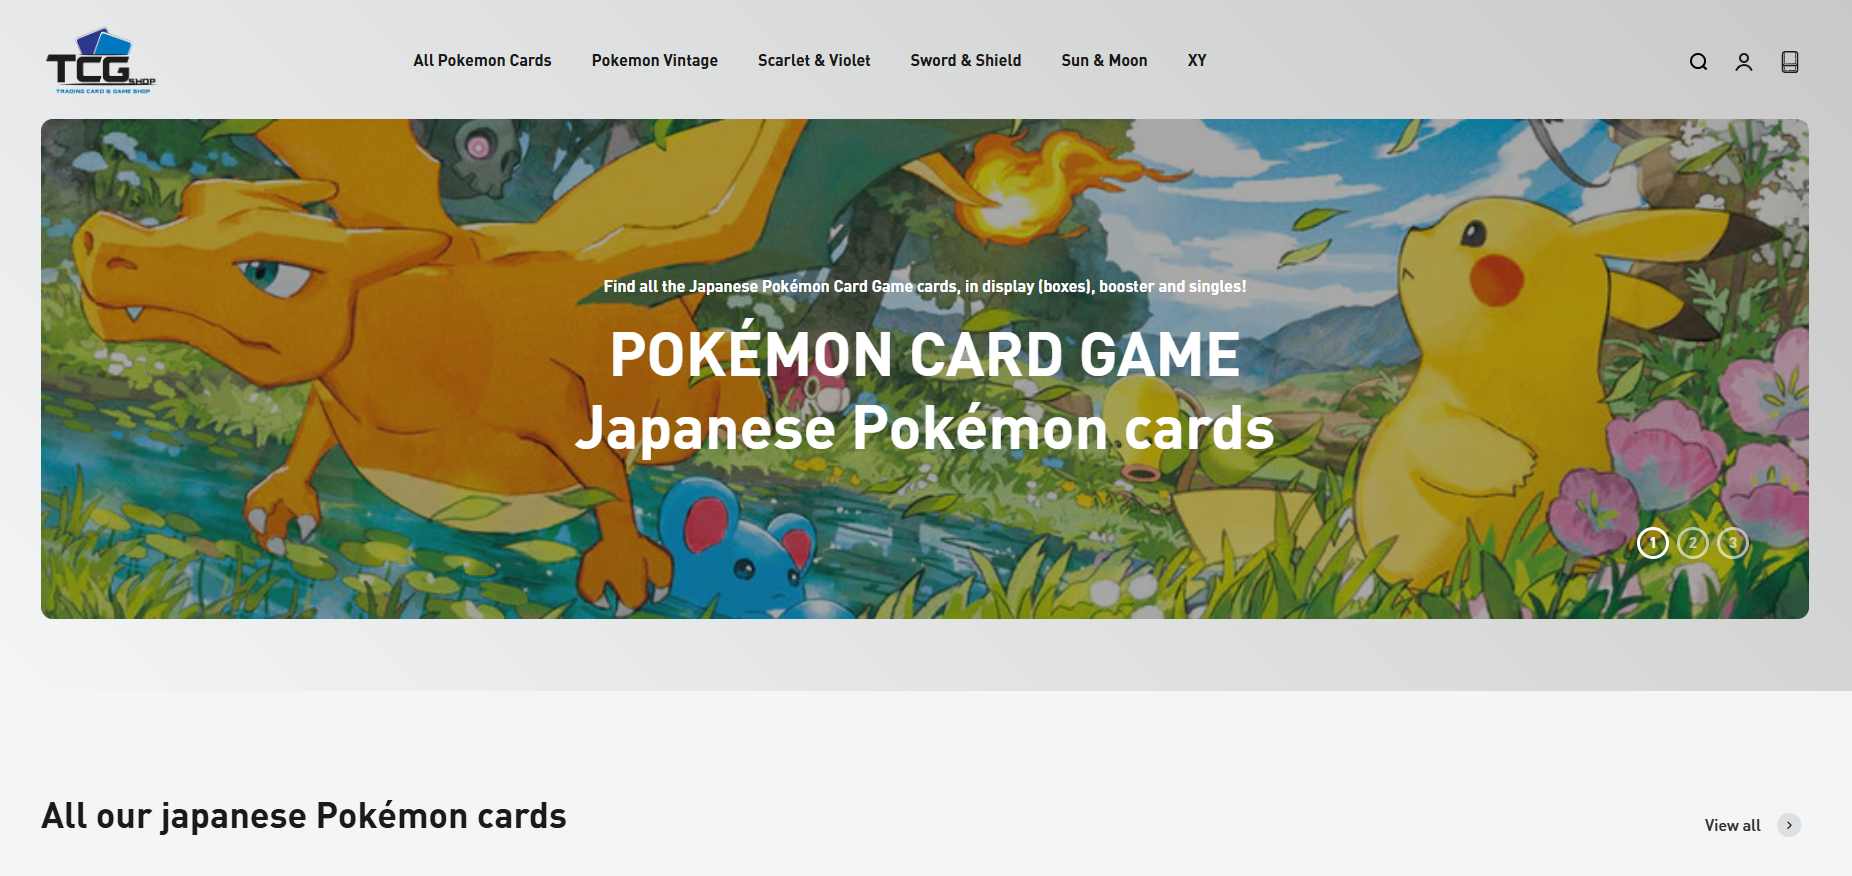 TCG SHOP
TRADING CARD & GAME SHOP
All Pokemon Cards
Pokemon Vintage
Scarlet & Violet
Sword & Shield
Sun & Moon
XY
Find all the Japanese Pokémon Card Game cards, in display (boxes), booster and singles!
POKÉMON CARD GAME
Japanese Pokémon cards
1 2 3
All our japanese Pokémon cards
View all